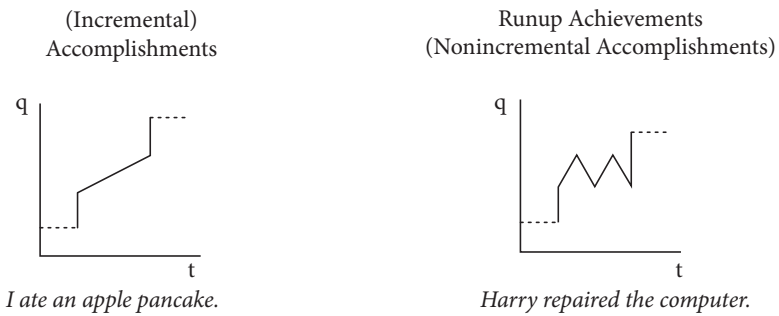 (Incremental)
Accomplishments
q
t
I ate an apple pancake.
Runup Achievements
(Nonincremental Accomplishments)
q
t
Harry repaired the computer.